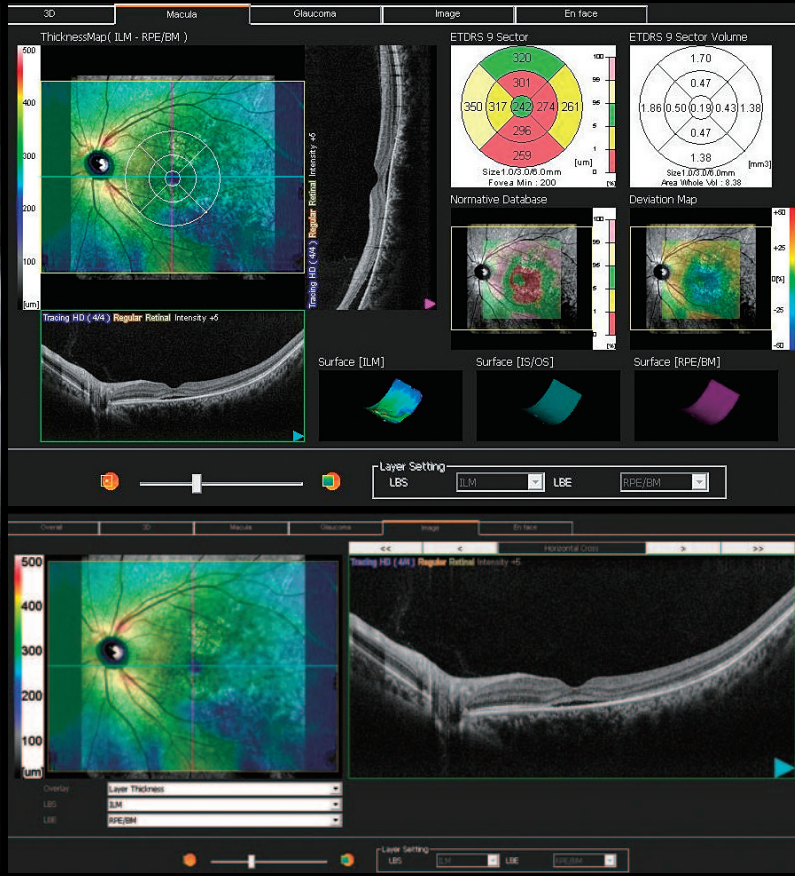 3D Macula Glaucoma Image En face
ThicknessMap( ILM - RPE/BM )
500
400
300
200
100
[um]
Tracing HD ( 4/4 ) Regular Retinal Intensity +5
Tracing HD ( 4/4 ) Regular Retinal Intensity +5
ETDRS 9 Sector
320
301
350 317 242 274 261
296
259
Size1.0/3.0/6.0mm
Fovea Min : 200
[um]
100
99
95
5
1
0
[%]
ETDRS 9 Sector Volume
1.70
0.47
1.86 0.50 0.19 0.43 1.38
0.47
1.38
[mm3]
Size1.0/3.0/6.0mm
Area Whole Vol : 8.38
Normative Database
100
99
95
5
1
0
[%]
Deviation Map
+50
+25
0[%]
-25
-50
Surface [ILM] Surface [IS/OS] Surface [RPE/BM]
Layer Setting
LBS ILM LBE RPE/BM
Overall 3D Macula Glaucoma Image En face
<< < Horizontal Cross > >>
500
400
300
200
100
[um]
Tracing HD ( 4/4 ) Regular Retinal Intensity +5
Overlay Layer Thickness
LBS ILM
LBE RPE/BM
Layer Setting
LBS ILM LBE RPE/BM